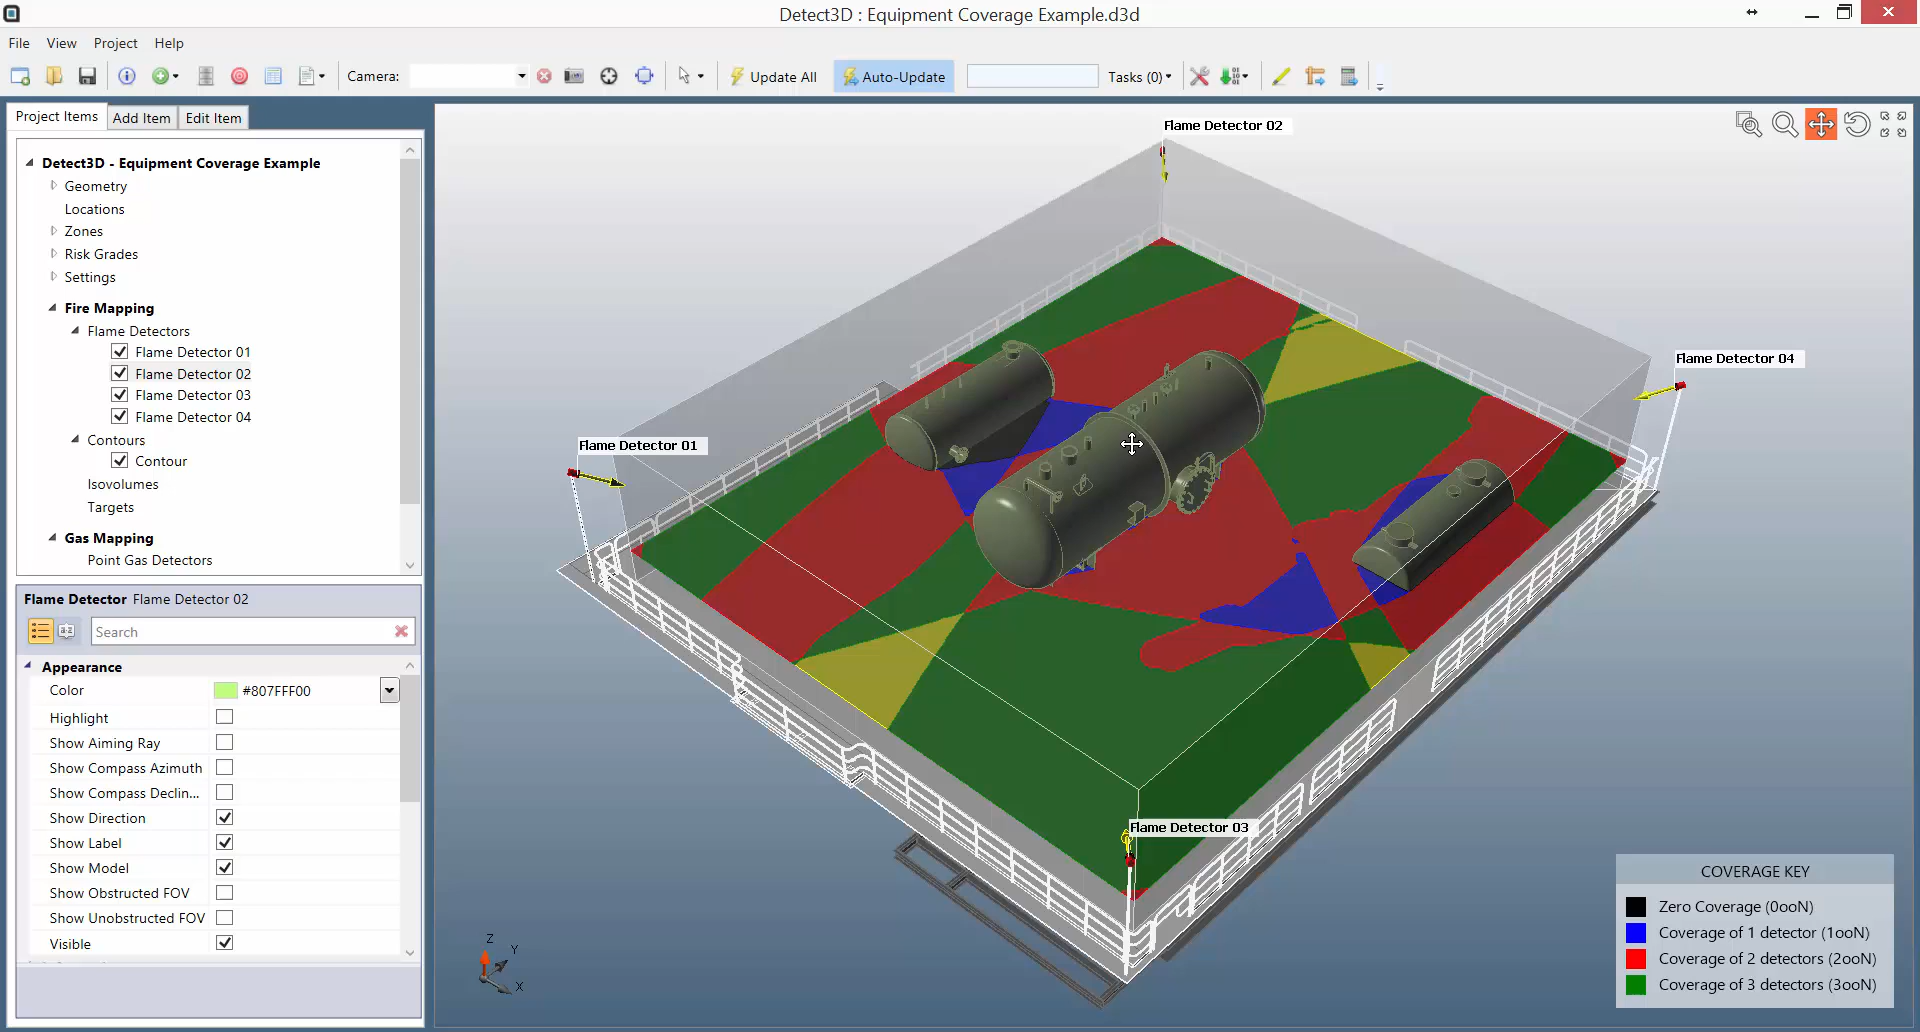 Detect3D : Equipment Coverage Example.d3d
File View Project Help
Camera: Update All Auto-Update Tasks (0)
Project Items Add Item Edit Item
Detect3D - Equipment Coverage Example
Geometry
Locations
Zones
Risk Grades
Settings
Fire Mapping
Flame Detectors
Flame Detector 01
Flame Detector 02
Flame Detector 03
Flame Detector 04
Contours
Contour
Isovolumes
Targets
Gas Mapping
Point Gas Detectors
Flame Detector Flame Detector 02
Search
Appearance
Color #807FFF00
Highlight
Show Aiming Ray
Show Compass Azimuth
Show Compass Declin...
Show Direction
Show Label
Show Model
Show Obstructed FOV
Show Unobstructed FOV
Visible
Flame Detector 02
Flame Detector 04
Flame Detector 01
Flame Detector 03
Z
Y
X
COVERAGE KEY
Zero Coverage (0ooN)
Coverage of 1 detector (1ooN)
Coverage of 2 detectors (2ooN)
Coverage of 3 detectors (3ooN)